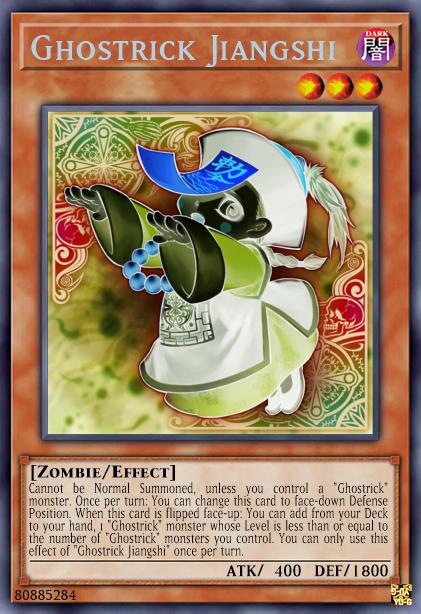 Ghostrick Jiangshi
DARK
闇
勅令
[Zombie/Effect]
Cannot be Normal Summoned, unless you control a "Ghostrick"
monster. Once per turn: You can change this card to face-down Defense
Position. When this card is flipped face-up: You can add from your Deck
to your hand, 1 "Ghostrick" monster whose Level is less than or equal to
the number of "Ghostrick" monsters you control. You can only use this
effect of "Ghostrick Jiangshi" once per turn.
ATK/ 400 DEF/1800
80885284